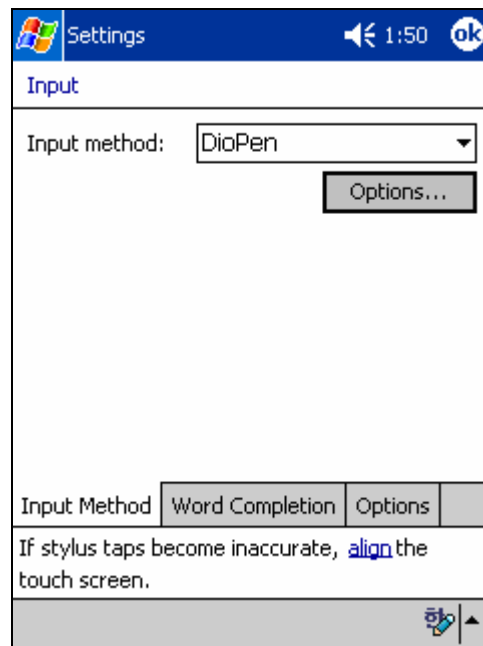 Settings 1:50 ok
Input
Input method: DioPen
Options...
Input Method Word Completion Options
If stylus taps become inaccurate, align the
touch screen.
한